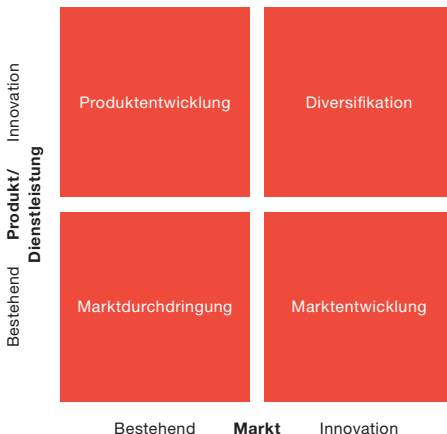 Innovation
Produkt/
Dienstleistung
Bestehend
Produktentwicklung
Diversifikation
Marktdurchdringung
Marktentwicklung
Bestehend Markt Innovation